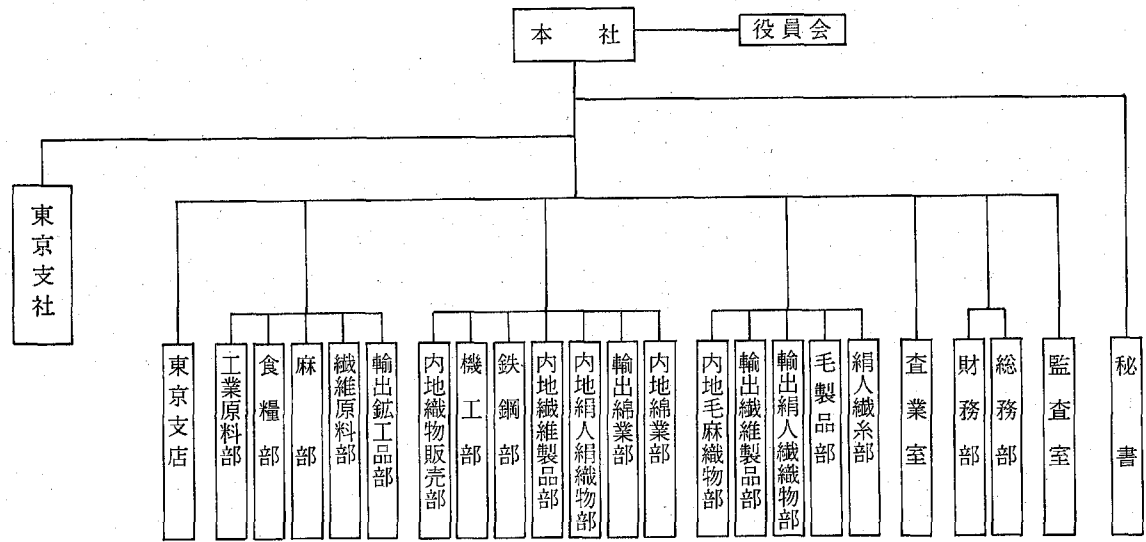 本社
役員会
東京支社
東京支店
工業原料部
食糧部
麻部
繊維原料部
輸出鉱工品部
内地織物販売部
機工部
鉄鋼部
内地繊維製品部
内地絹人絹織物部
輸出綿業部
内地綿業部
内地毛麻織物部
輸出繊維製品部
輸出絹人繊織物部
毛製品部
絹人繊糸部
査業室
財務部
総務部
監査室
秘書